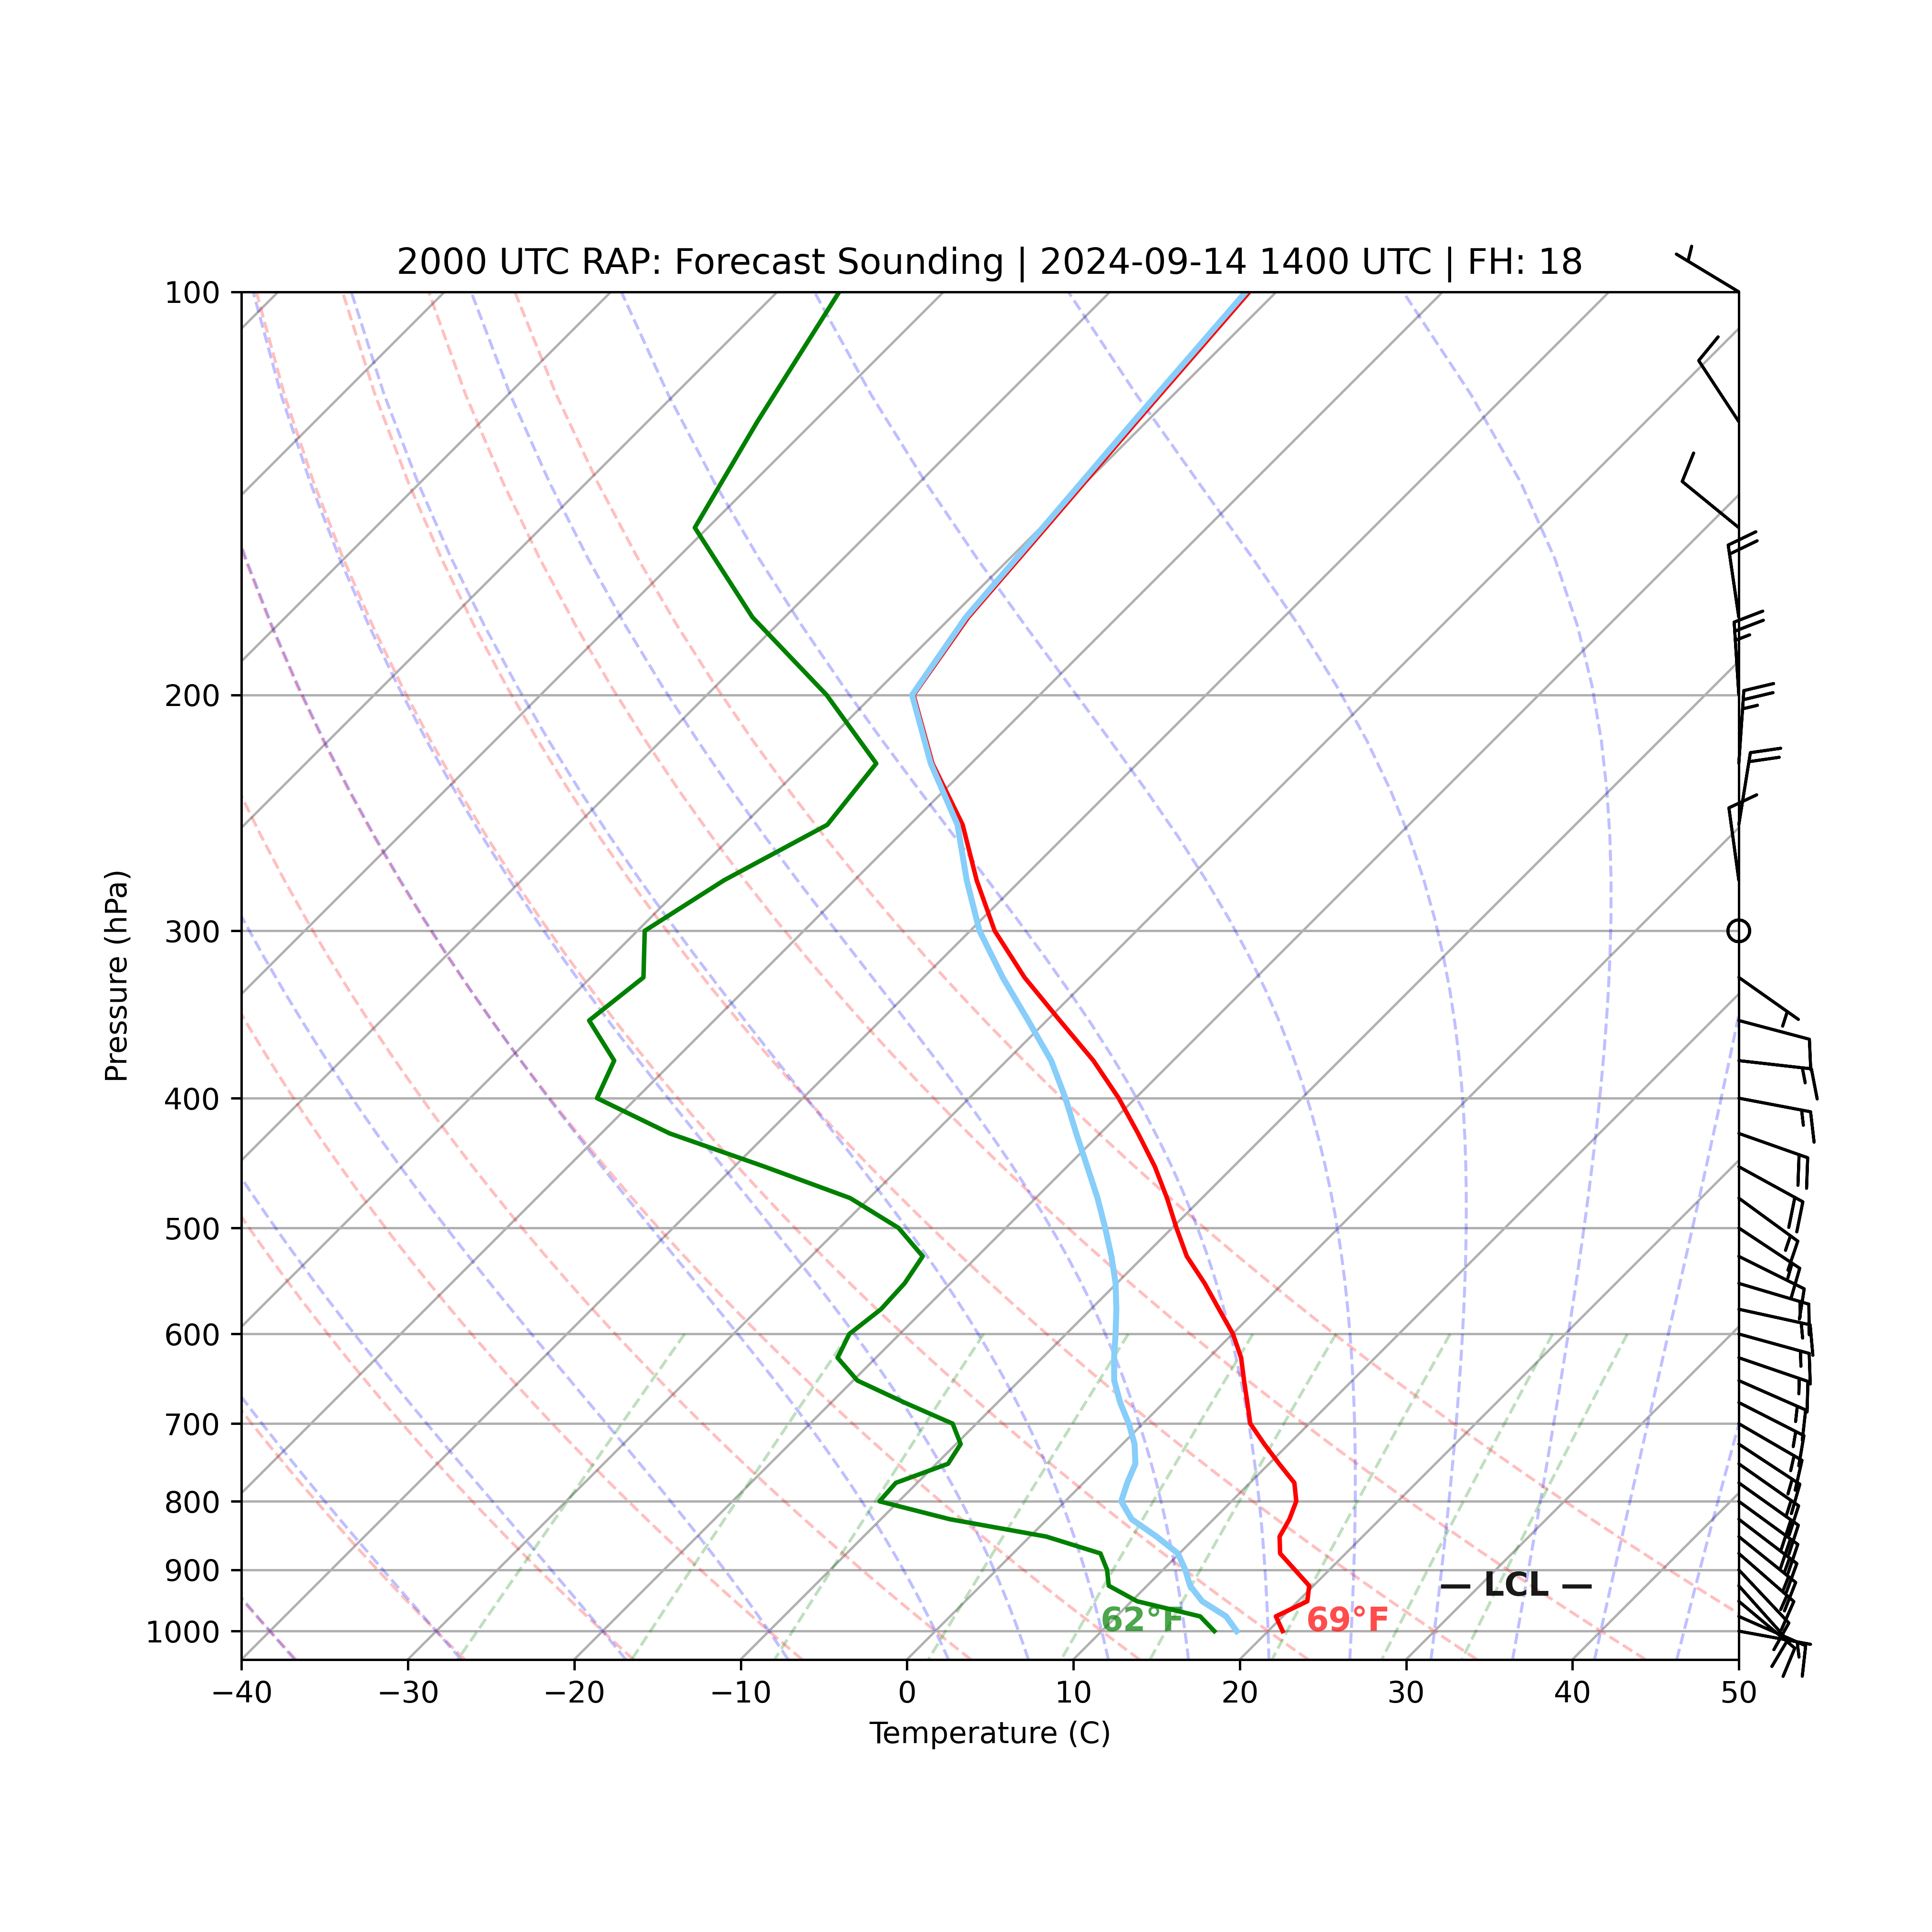 2000 UTC RAP: Forecast Sounding | 2024-09-14 1400 UTC | FH: 18
100
200
300
400
500
600
700
800
900
1000
Pressure (hPa)
— LCL —
62°F
69°F
−40 −30 −20 −10 0 10 20 30 40 50
Temperature (C)